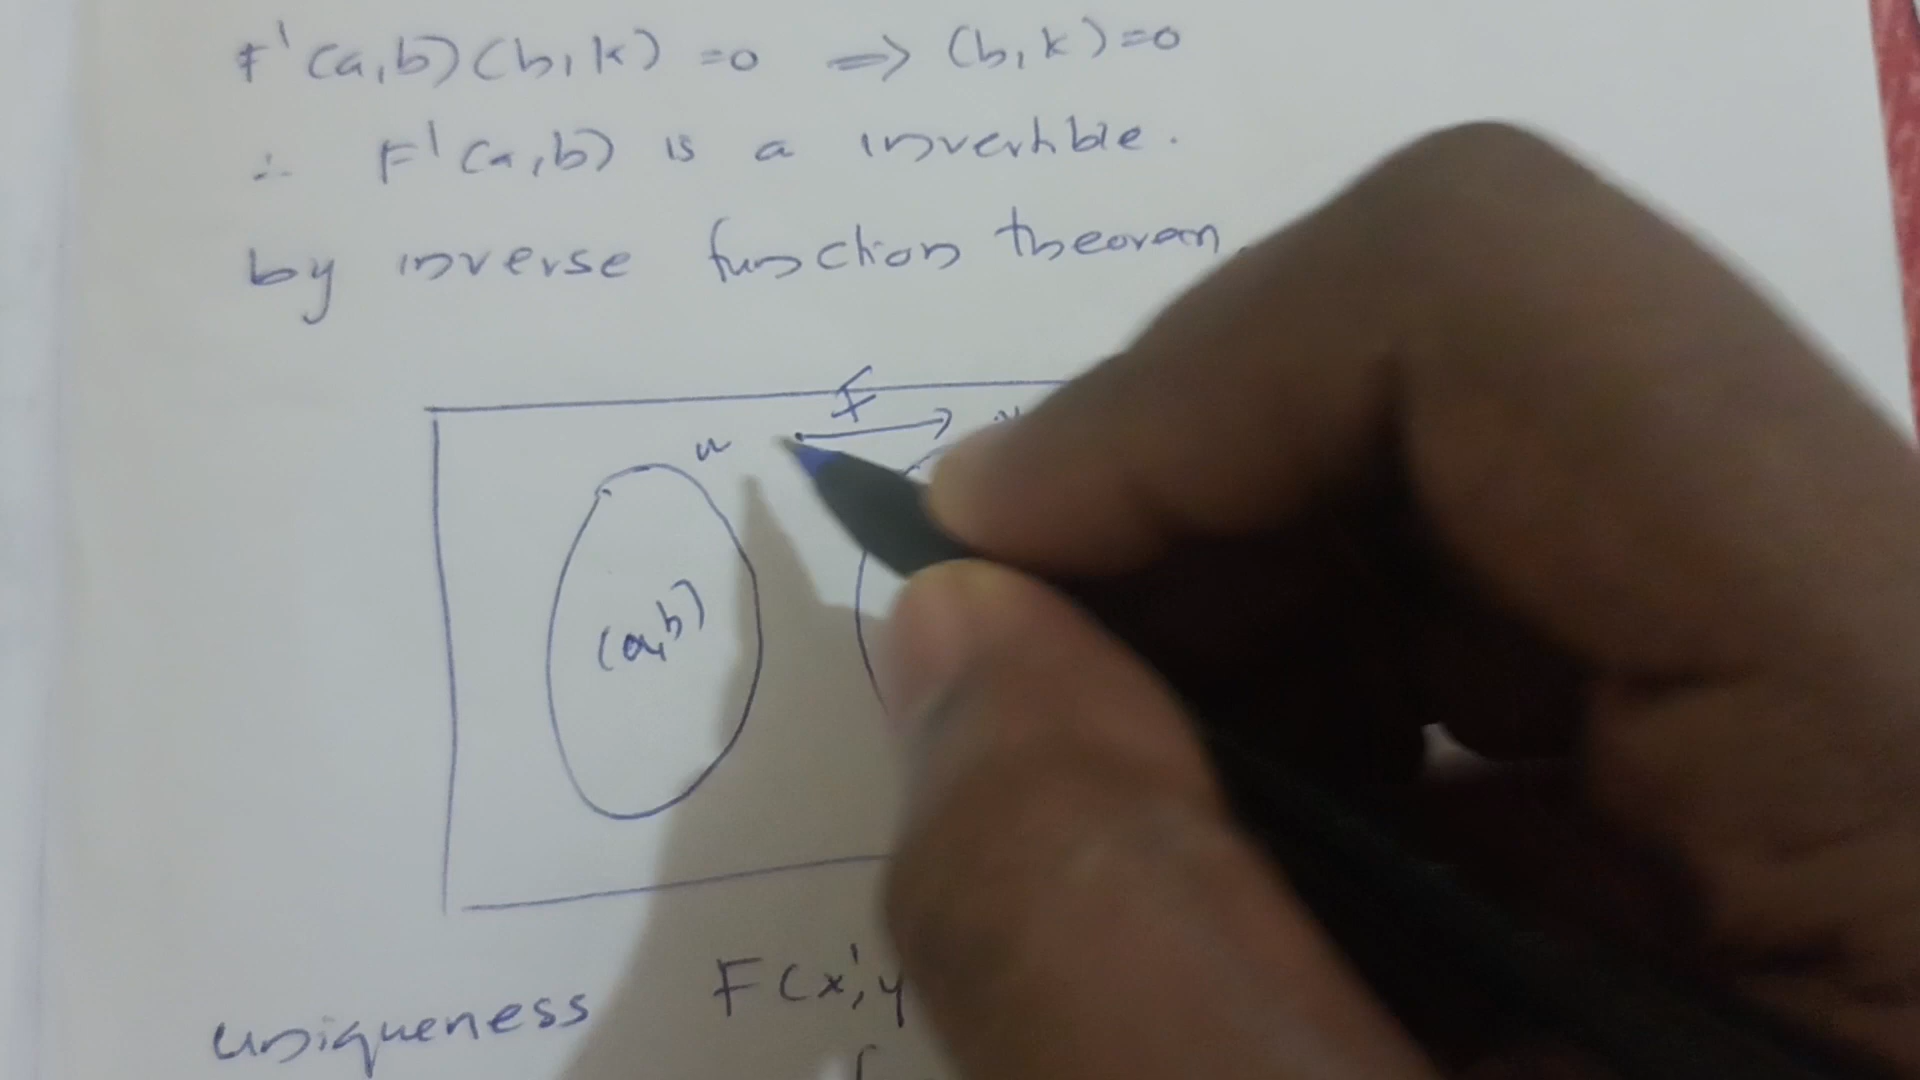 F'(a,b)(h,k) =0 ⇒ (h,k)=0
∴ F'(a,b) is a invertible.
by inverse function theorem
F
u
(a,b)
F(x',y
uniqueness